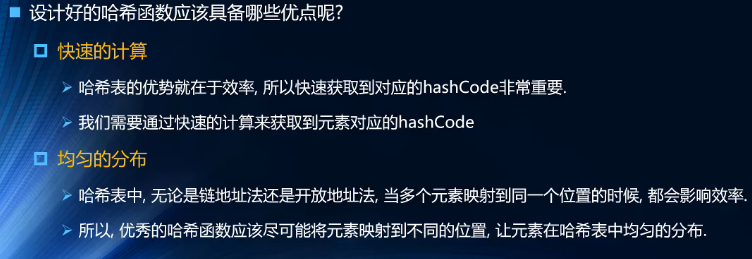 设计好的哈希函数应该具备哪些优点呢?
快速的计算
哈希表的优势就在于效率, 所以快速获取到对应的hashCode非常重要.
我们需要通过快速的计算来获取到元素对应的hashCode
均匀的分布
哈希表中, 无论是链地址法还是开放地址法, 当多个元素映射到同一个位置的时候, 都会影响效率.
所以, 优秀的哈希函数应该尽可能将元素映射到不同的位置, 让元素在哈希表中均匀的分布.